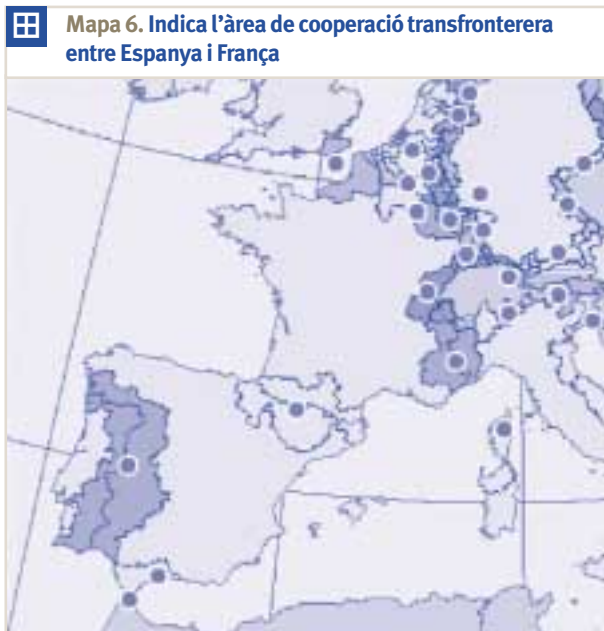 Mapa 6. Indica l'àrea de cooperació transfronterera
entre Espanya i França